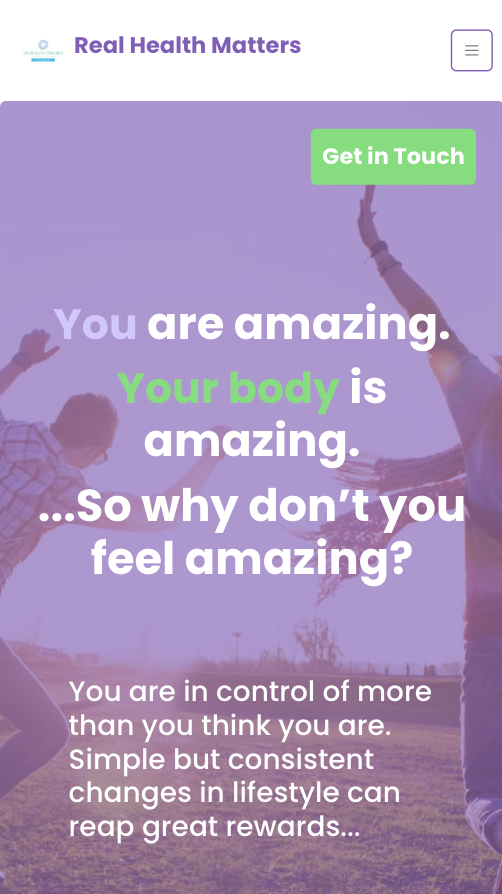 Real Health Matters
Get in Touch
You are amazing.
Your body is
amazing.
...So why don’t you
feel amazing?
You are in control of more
than you think you are.
Simple but consistent
changes in lifestyle can
reap great rewards...